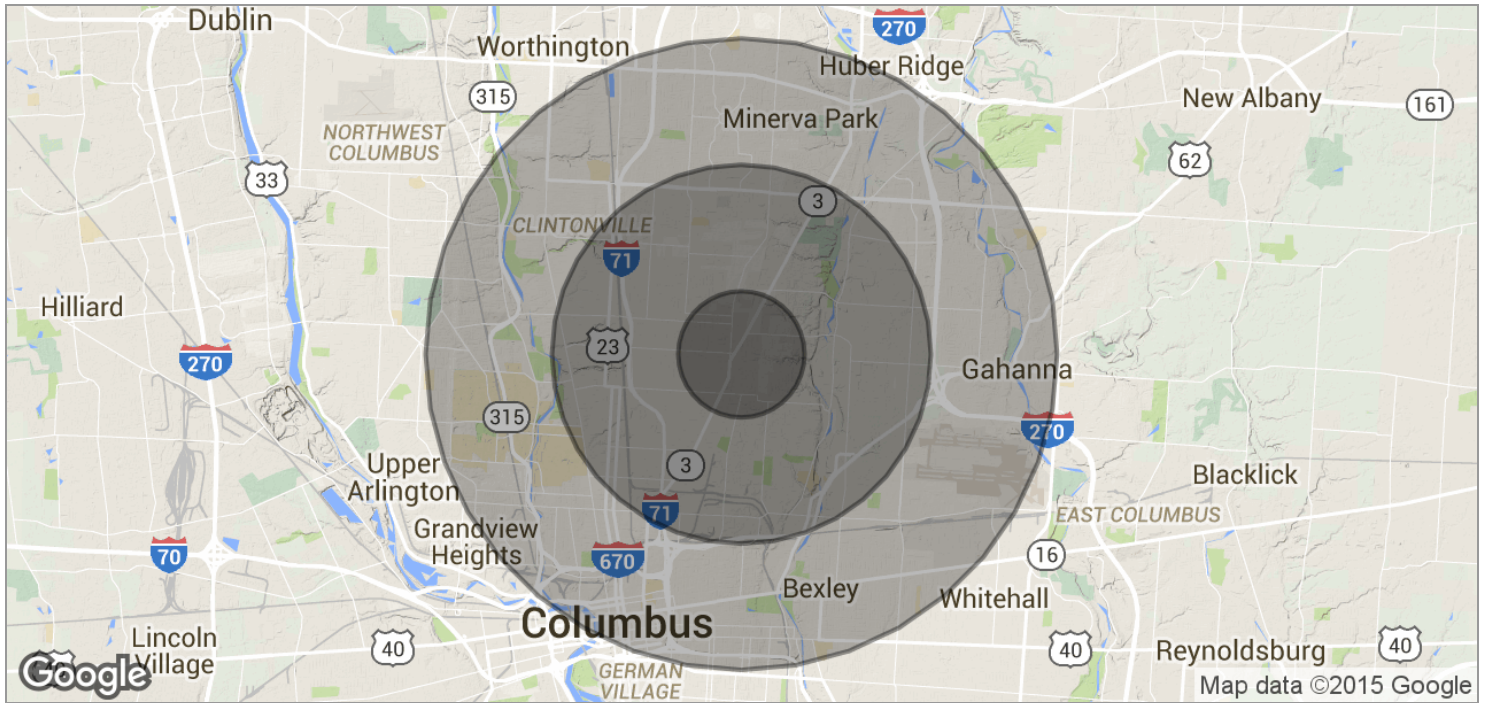 Dublin
270
Worthington
Huber Ridge
315
New Albany
161
Minerva Park
NORTHWEST
COLUMBUS
62
33
3
CLINTONVILLE
71
Hilliard
23
270
Gahanna
315
270
3
Upper
Arlington
Blacklick
71
EAST COLUMBUS
Grandview
Heights
70
670
16
Bexley
Whitehall
Columbus
Lincoln
Village
40
40
40
Reynoldsburg
40
GERMAN
VILLAGE
Google
Map data ©2015 Google